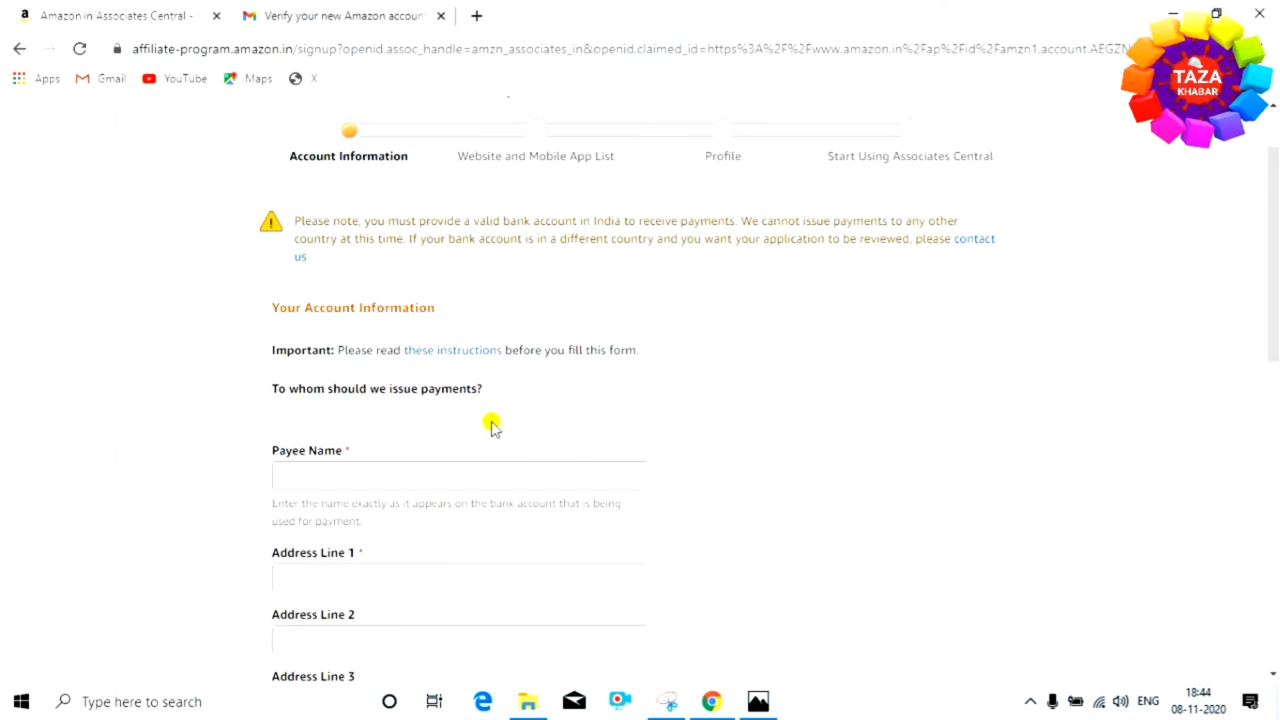 Amazon in Associates Central -
Verify your new Amazon accoun
affiliate-program.amazon.in/signup?openid.assoc_handle=amzn_associates_in&openid.claimed_id=https%3A%2F%2Fwww.amazon.in%2Fap%2Fid%2Famzn1.account.AEGZN
Apps
Gmail
YouTube
Maps
X
TAZA
KHABAR
Account Information
Website and Mobile App List
Profile
Start Using Associates Central
Please note, you must provide a valid bank account in India to receive payments. We cannot issue payments to any other
country at this time. If your bank account is in a different country and you want your application to be reviewed, please contact
us
Your Account Information
Important: Please read these instructions before you fill this form.
To whom should we issue payments?
Payee Name *
Enter the name exactly as it appears on the bank account that is being
used for payment.
Address Line 1 *
Address Line 2
Address Line 3
Type here to search
ENG
18:44
08-11-2020